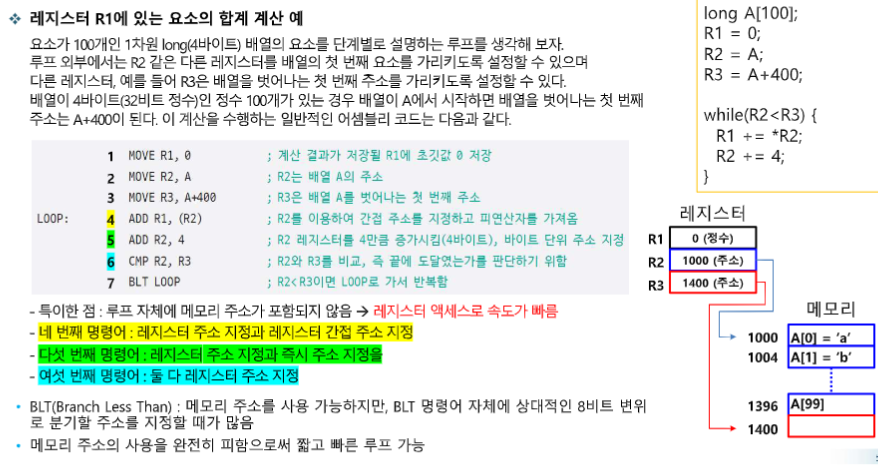 ❖ 레지스터 R1에 있는 요소의 합계 계산 예
요소가 100개인 1차원 long(4바이트) 배열의 요소를 단계별로 설명하는 루프를 생각해 보자.
루프 외부에서는 R2 같은 다른 레지스터를 배열의 첫 번째 요소를 가리키도록 설정할 수 있으며
다른 레지스터, 예를 들어 R3은 배열을 벗어나는 첫 번째 주소를 가리키도록 설정할 수 있다.
배열이 4바이트(32비트 정수)인 정수 100개가 있는 경우 배열이 A에서 시작하면 배열을 벗어나는 첫 번째
주소는 A+400이 된다. 이 계산을 수행하는 일반적인 어셈블리 코드는 다음과 같다.
1 MOVE R1, 0 ; 계산 결과가 저장될 R1에 초깃값 0 저장
2 MOVE R2, A ; R2는 배열 A의 주소
3 MOVE R3, A+400 ; R3은 배열 A를 벗어나는 첫 번째 주소
LOOP: 4 ADD R1, (R2) ; R2를 이용하여 간접 주소를 지정하고 피연산자를 가져옴
5 ADD R2, 4 ; R2 레지스터를 4만큼 증가시킴(4바이트), 바이트 단위 주소 지정
6 CMP R2, R3 ; R2와 R3를 비교, 즉 끝에 도달였는가를 판단하기 위함
7 BLT LOOP ; R2<R3이면 LOOP로 가서 반복함
- 특이한 점 : 루프 자체에 메모리 주소가 포함되지 않음 → 레지스터 액세스로 속도가 빠름
- 네 번째 명령어 : 레지스터 주소 지정과 레지스터 간접 주소 지정
- 다섯 번째 명령어 : 레지스터 주소 지정과 즉시 주소 지정을
- 여섯 번째 명령어 : 둘 다 레지스터 주소 지정
• BLT(Branch Less Than) : 메모리 주소를 사용 가능하지만, BLT 명령어 자체에 상대적인 8비트 변위
로 분기할 주소를 지정할 때가 많음
• 메모리 주소의 사용을 완전히 피함으로써 짧고 빠른 루프 가능
long A[100];
R1 = 0;
R2 = A;
R3 = A+400;
while(R2<R3) {
R1 += *R2;
R2 += 4;
}
레지스터
R1 0 (정수)
R2 1000 (주소)
R3 1400 (주소)
메모리
1000 A[0] = 'a'
1004 A[1] = 'b'
1396 A[99]
1400